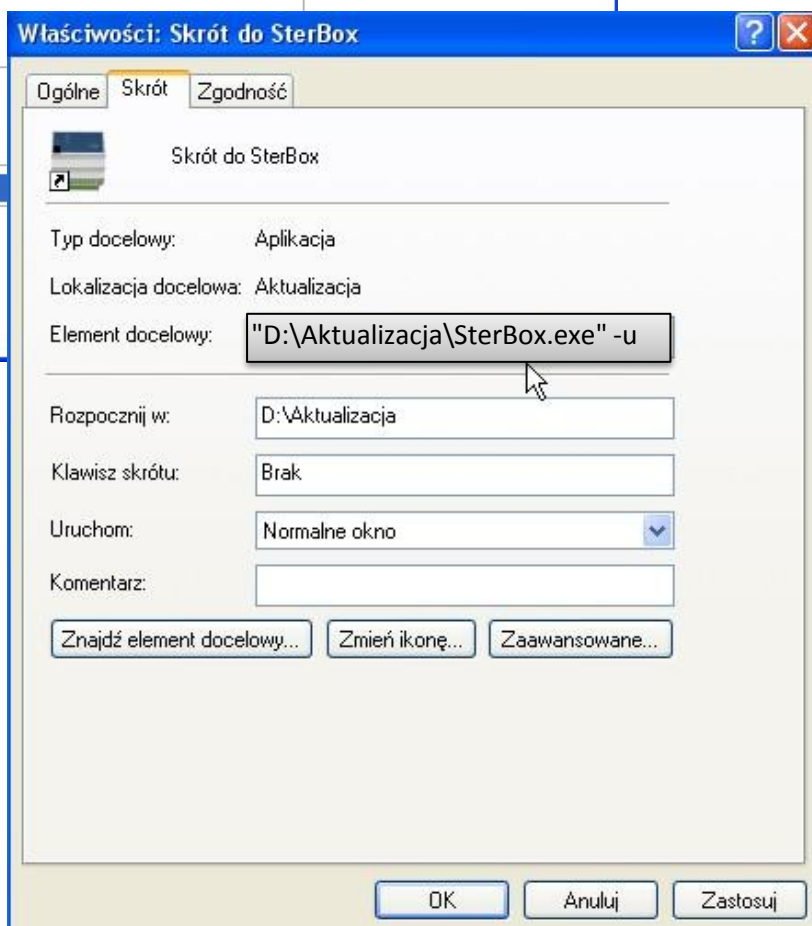 Właściwości: Skrót do SterBox
Ogólne Skrót Zgodność
Skrót do SterBox
Typ docelowy: Aplikacja
Lokalizacja docelowa: Aktualizacja
Element docelowy: "D:\Aktualizacja\SterBox.exe" -u
Rozpocznij w: D:\Aktualizacja
Klawisz skrótu: Brak
Uruchom: Normalne okno
Komentarz:
Znajdź element docelowy... Zmień ikonę... Zaawansowane...
OK Anuluj Zastosuj